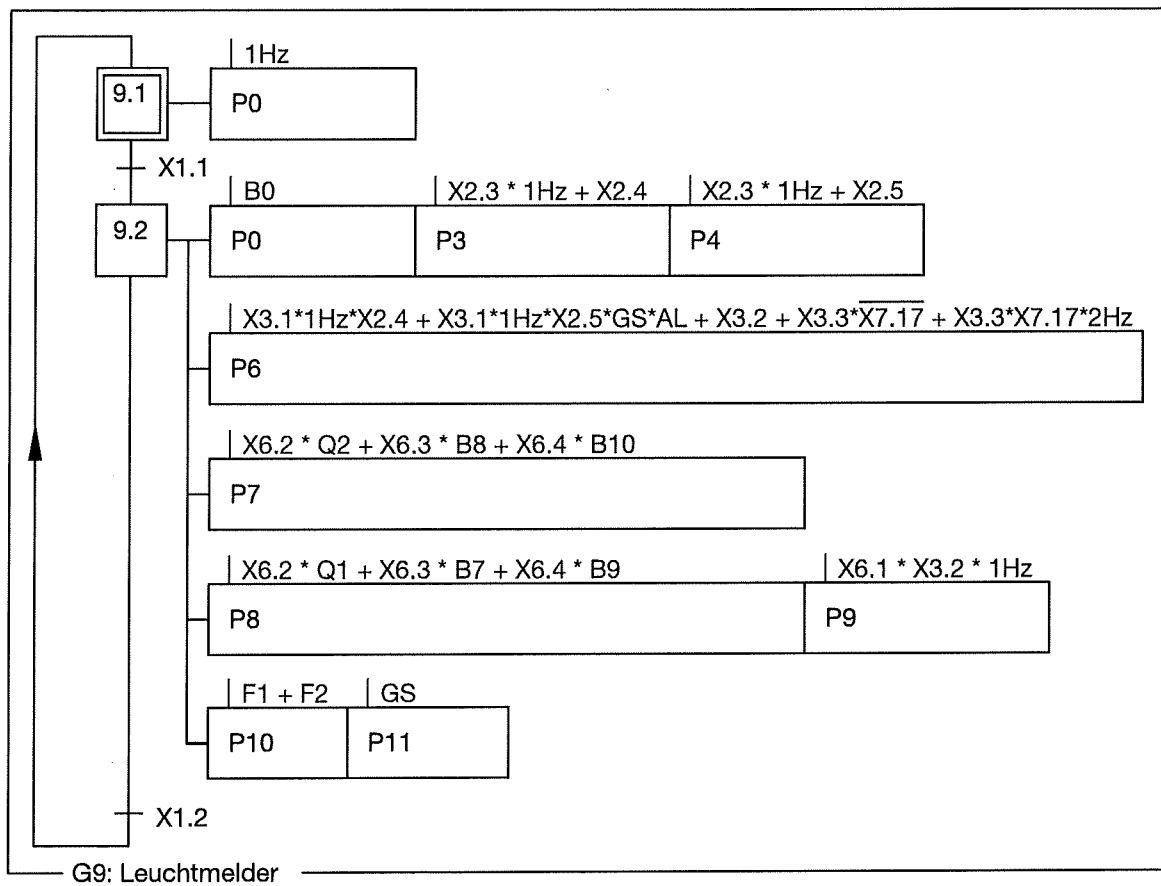 1Hz
9.1 P0
X1.1
B0 X2.3 * 1Hz + X2.4 X2.3 * 1Hz + X2.5
9.2 P0 P3 P4
X3.1*1Hz*X2.4 + X3.1*1Hz*X2.5*GS*AL + X3.2 + X3.3*X̅7̅.̅1̅7̅ + X3.3*X7.17*2Hz
P6
X6.2 * Q2 + X6.3 * B8 + X6.4 * B10
P7
X6.2 * Q1 + X6.3 * B7 + X6.4 * B9 X6.1 * X3.2 * 1Hz
P8 P9
F1 + F2 GS
P10 P11
X1.2
G9: Leuchtmelder